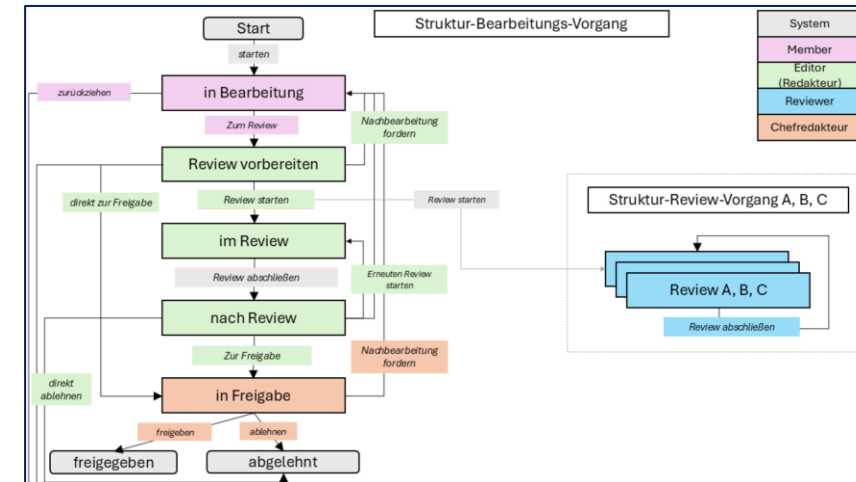 Start
Struktur-Bearbeitungs-Vorgang
System
Member
Editor
(Redakteur)
Reviewer
Chefredakteur
starten
zurückziehen
in Bearbeitung
Zum Review
Nachbearbeitung
fordern
Review vorbereiten
direkt zur Freigabe
Review starten
Review starten
Struktur-Review-Vorgang A, B, C
im Review
Review abschließen
Erneuten Review
starten
Review A, B, C
Review abschließen
nach Review
Zur Freigabe
Nachbearbeitung
fordern
direkt
ablehnen
in Freigabe
freigeben
ablehnen
freigegeben
abgelehnt